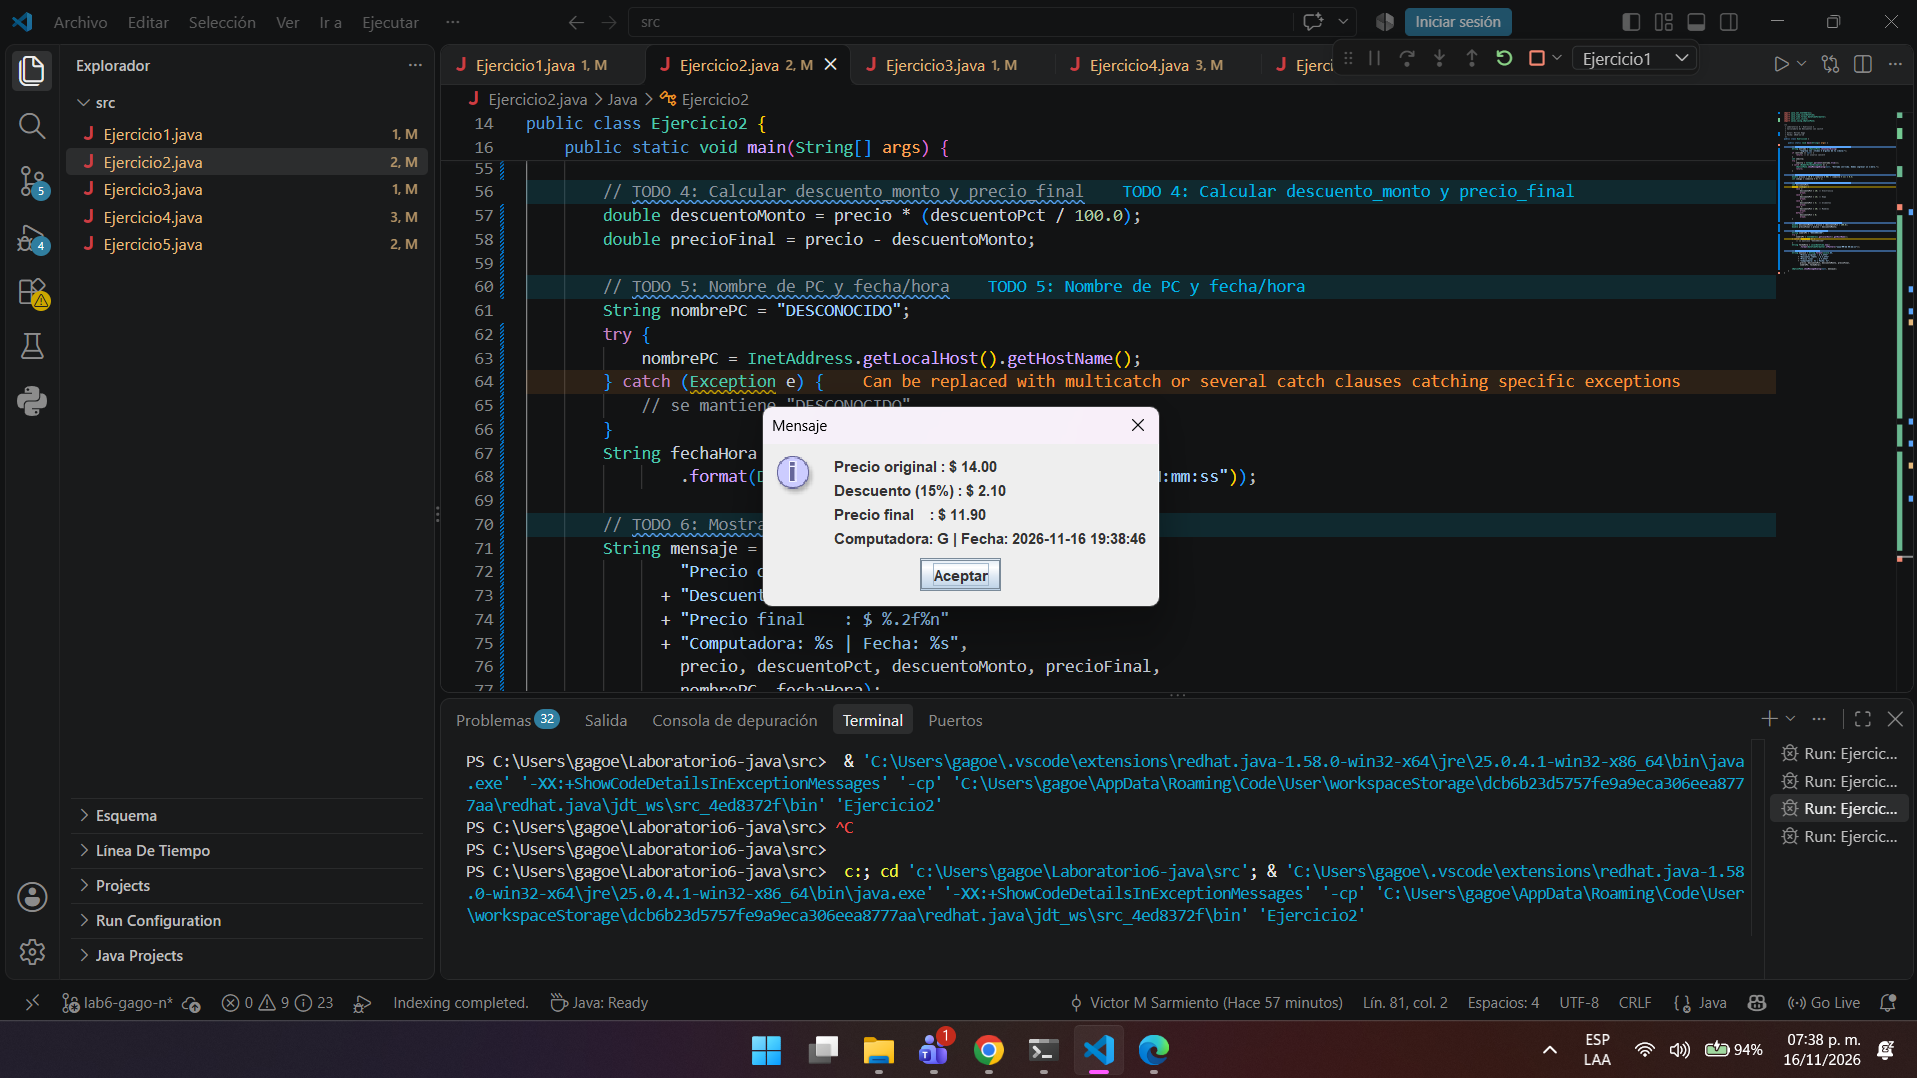 Archivo Editar Selección Ver Ir a Ejecutar ···
src
Iniciar sesión
Explorador
src
Ejercicio1.java 1, M
Ejercicio2.java 2, M
Ejercicio3.java 1, M
Ejercicio4.java 3, M
Ejercicio5.java 2, M
5
4
Esquema
Línea De Tiempo
Projects
Run Configuration
Java Projects
Ejercicio1.java 1, M
Ejercicio2.java 2, M
Ejercicio3.java 1, M
Ejercicio4.java 3, M
Ejerci
Ejercicio1
Ejercicio2.java > Java > Ejercicio2
14 public class Ejercicio2 {
16 public static void main(String[] args) {
55
56 // TODO 4: Calcular descuento_monto y precio_final TODO 4: Calcular descuento_monto y precio_final
57 double descuentoMonto = precio * (descuentoPct / 100.0);
58 double precioFinal = precio - descuentoMonto;
59
60 // TODO 5: Nombre de PC y fecha/hora TODO 5: Nombre de PC y fecha/hora
61 String nombrePC = "DESCONOCIDO";
62 try {
63 nombrePC = InetAddress.getLocalHost().getHostName();
64 } catch (Exception e) { Can be replaced with multicatch or several catch clauses catching specific exceptions
65 // se mantiene "DESCONOCIDO"
66 }
67 String fechaHora
68 .format(D :mm:ss"));
69
70 // TODO 6: Mostra
71 String mensaje =
72 "Precio o
73 + "Descuent
74 + "Precio final    : $ %.2f%n"
75 + "Computadora: %s | Fecha: %s",
76 precio, descuentoPct, descuentoMonto, precioFinal,
77 nombrePC, fechaHora);
Mensaje
Precio original : $ 14.00
Descuento (15%) : $ 2.10
Precio final    : $ 11.90
Computadora: G | Fecha: 2026-11-16 19:38:46
Aceptar
Problemas 32 Salida Consola de depuración Terminal Puertos
PS C:\Users\gagoe\Laboratorio6-java\src>  & 'C:\Users\gagoe\.vscode\extensions\redhat.java-1.58.0-win32-x64\jre\25.0.4.1-win32-x86_64\bin\java
.exe' '-XX:+ShowCodeDetailsInExceptionMessages' '-cp' 'C:\Users\gagoe\AppData\Roaming\Code\User\workspaceStorage\dcb6b23d5757fe9a9eca306eea877
7aa\redhat.java\jdt_ws\src_4ed8372f\bin' 'Ejercicio2'
PS C:\Users\gagoe\Laboratorio6-java\src> ^C
PS C:\Users\gagoe\Laboratorio6-java\src>
PS C:\Users\gagoe\Laboratorio6-java\src>  c:; cd 'c:\Users\gagoe\Laboratorio6-java\src'; & 'C:\Users\gagoe\.vscode\extensions\redhat.java-1.58
.0-win32-x64\jre\25.0.4.1-win32-x86_64\bin\java.exe' '-XX:+ShowCodeDetailsInExceptionMessages' '-cp' 'C:\Users\gagoe\AppData\Roaming\Code\User
\workspaceStorage\dcb6b23d5757fe9a9eca306eea8777aa\redhat.java\jdt_ws\src_4ed8372f\bin' 'Ejercicio2'
Run: Ejercic...
Run: Ejercic...
Run: Ejercic...
Run: Ejercic...
lab6-gago-n* 0 9 23 Indexing completed. Java: Ready Victor M Sarmiento (Hace 57 minutos) Lín. 81, col. 2 Espacios: 4 UTF-8 CRLF Java Go Live
1
ESP
LAA
94%
07:38 p. m.
16/11/2026